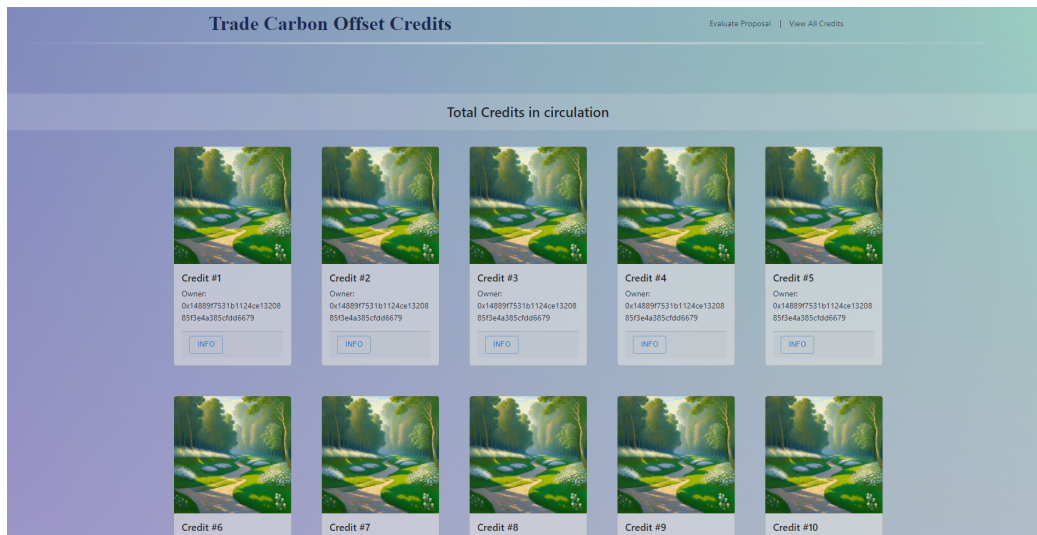 Trade Carbon Offset Credits
Evaluate Proposal | View All Credits
Total Credits in circulation
Credit #1
Owner:
0x14889f7531b1124ce13208
85f3e4a385cfdd6679
INFO
Credit #2
Owner:
0x14889f7531b1124ce13208
85f3e4a385cfdd6679
INFO
Credit #3
Owner:
0x14889f7531b1124ce13208
85f3e4a385cfdd6679
INFO
Credit #4
Owner:
0x14889f7531b1124ce13208
85f3e4a385cfdd6679
INFO
Credit #5
Owner:
0x14889f7531b1124ce13208
85f3e4a385cfdd6679
INFO
Credit #6
Credit #7
Credit #8
Credit #9
Credit #10